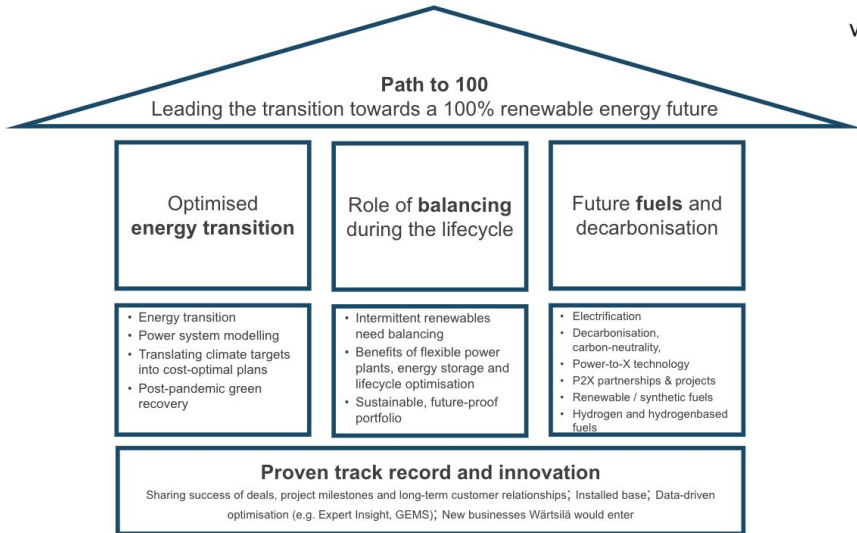 Path to 100
Leading the transition towards a 100% renewable energy future
Optimised
energy transition
Role of balancing
during the lifecycle
Future fuels and
decarbonisation
• Energy transition
• Power system modelling
• Translating climate targets
into cost-optimal plans
• Post-pandemic green
recovery
• Intermittent renewables
need balancing
• Benefits of flexible power
plants, energy storage and
lifecycle optimisation
• Sustainable, future-proof
portfolio
• Electrification
• Decarbonisation,
carbon-neutrality,
• Power-to-X technology
• P2X partnerships & projects
• Renewable / synthetic fuels
• Hydrogen and hydrogenbased
fuels
Proven track record and innovation
Sharing success of deals, project milestones and long-term customer relationships; Installed base; Data-driven
optimisation (e.g. Expert Insight, GEMS); New businesses Wärtsilä would enter